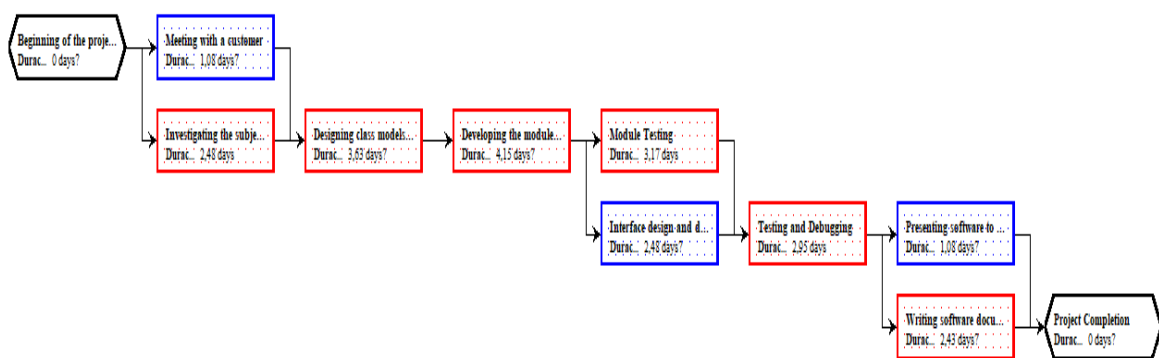 Beginning of the proje...
Durac... 0 days?
Meeting with a customer
Durac... 1,08 days?
Investigating the subje...
Durac... 2,48 days
Designing class models...
Durac... 3,63 days?
Developing the module...
Durac... 4,15 days?
Module Testing
Durac... 3,17 days
Interface design and d...
Durac... 2,48 days?
Testing and Debugging
Durac... 2,95 days
Presenting software to ...
Durac... 1,08 days?
Writing software docu...
Durac... 2,43 days?
Project Completion
Durac... 0 days?